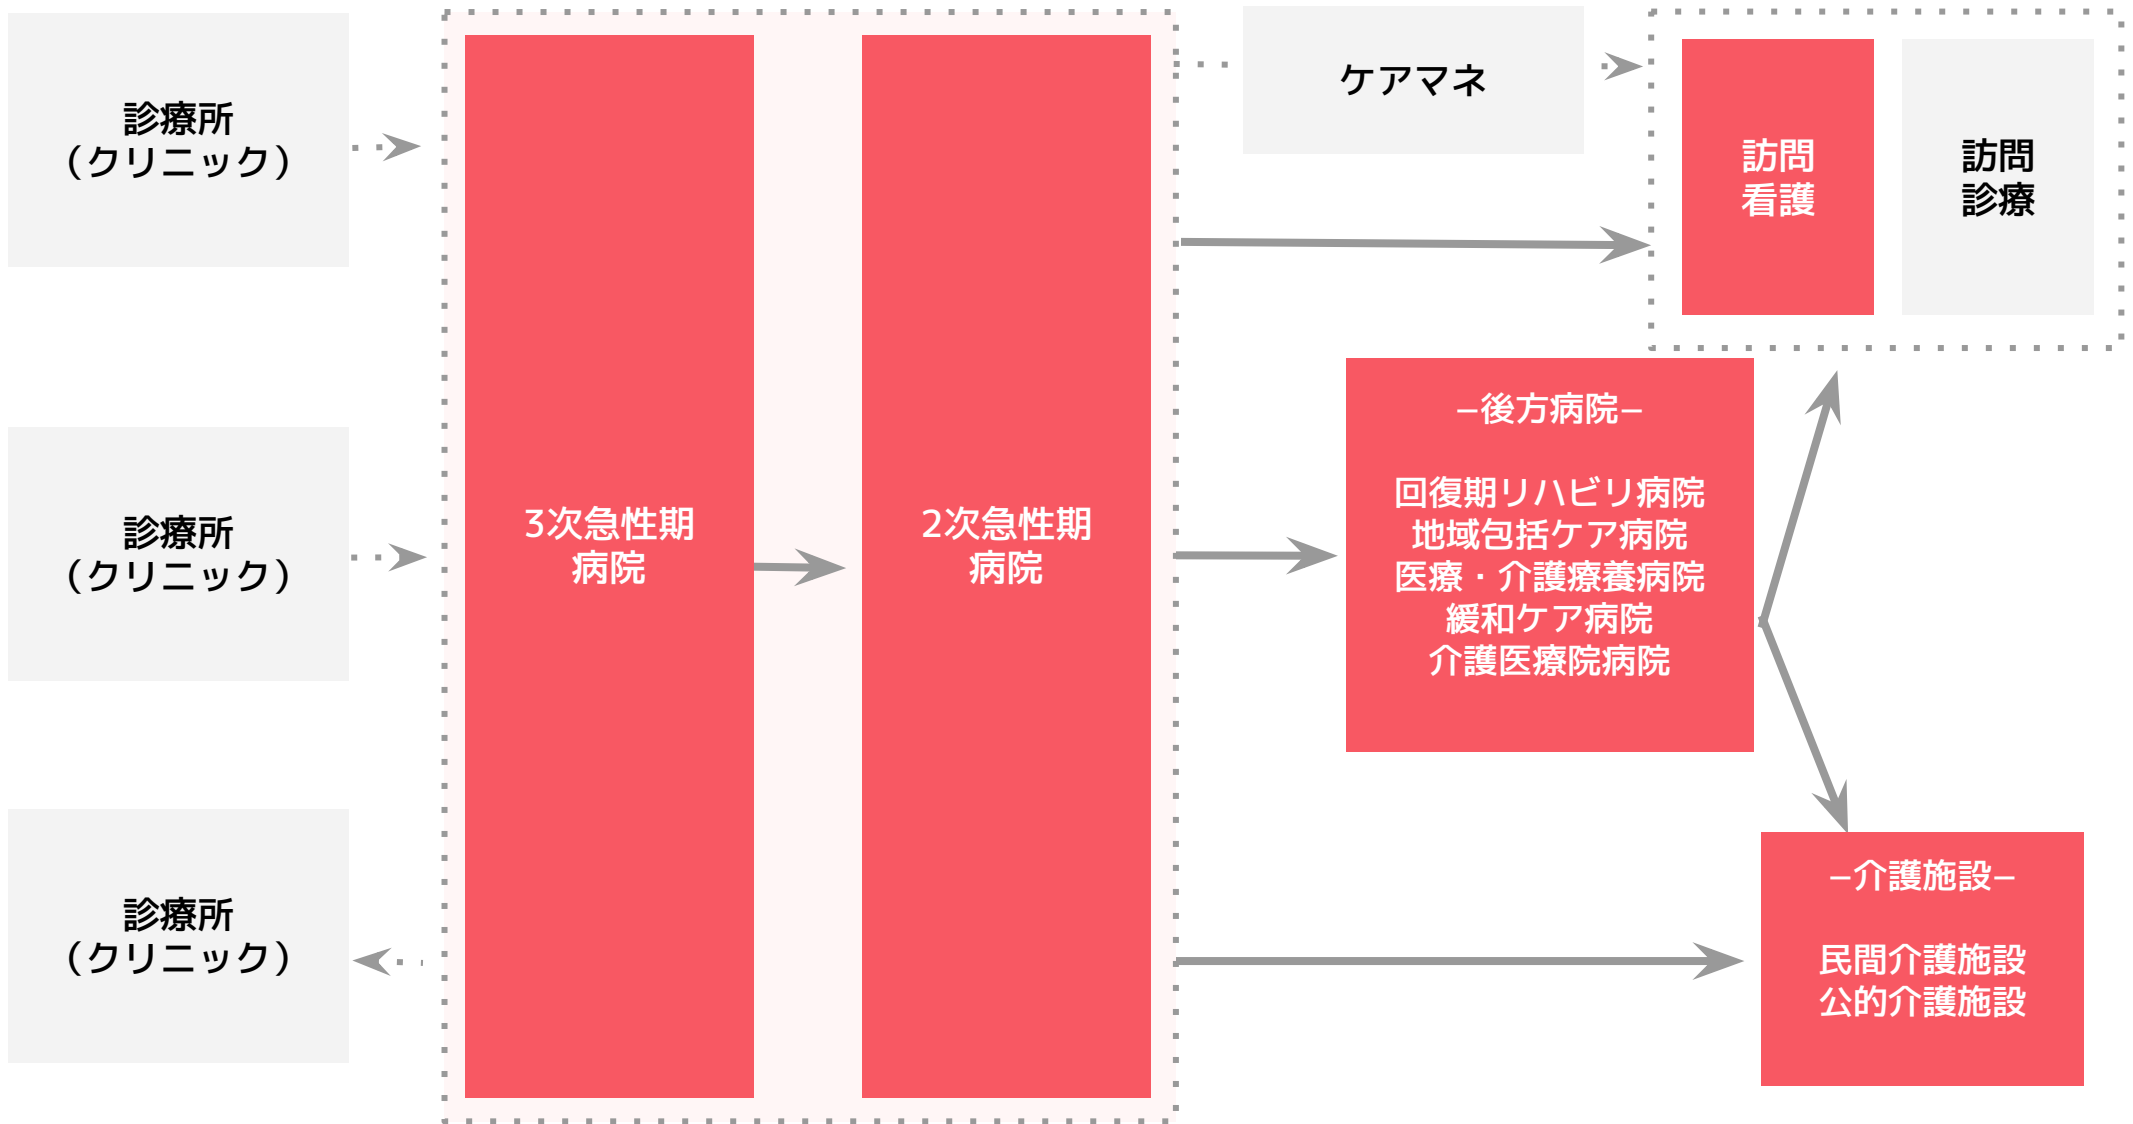 診療所
（クリニック）
診療所
（クリニック）
診療所
（クリニック）
3次急性期
病院
2次急性期
病院
ケアマネ
訪問
看護
訪問
診療
–後方病院–
回復期リハビリ病院
地域包括ケア病院
医療・介護療養病院
緩和ケア病院
介護医療院病院
–介護施設–
民間介護施設
公的介護施設